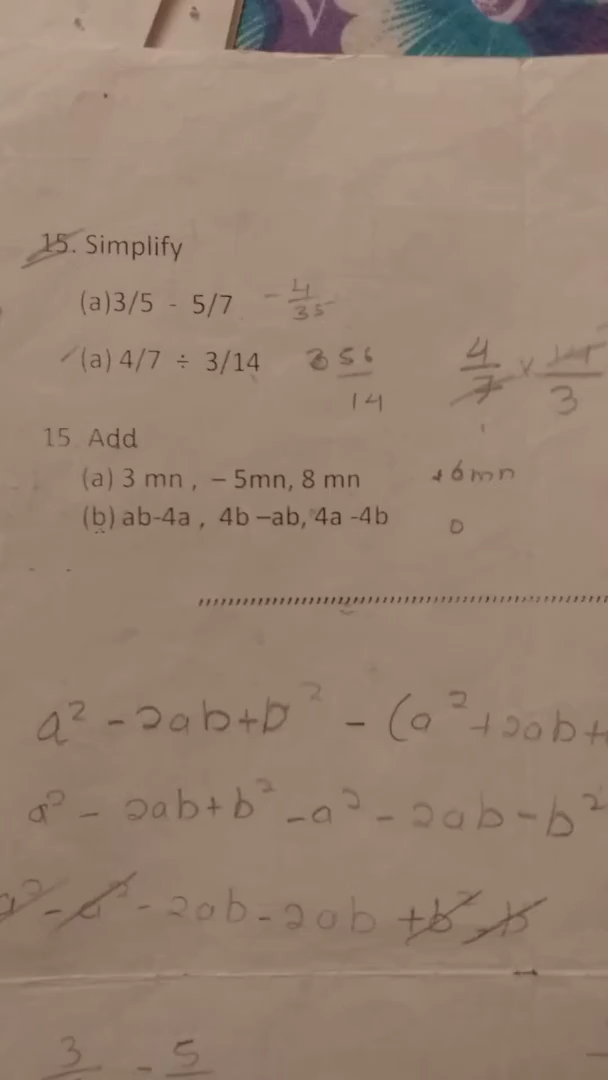 15. Simplify
(a)3/5 - 5/7 - 4/35
(a) 4/7 ÷ 3/14 56/14 4/7 × 14/3
15 Add
(a) 3 mn , – 5mn, 8 mn +6mn
(b) ab-4a , 4b –ab, 4a -4b 0
a² - 2ab+b² - (a²+2ab+
a² - 2ab+b² -a² - 2ab-b²
a² - a² - 2ab - 2ab +b² - b
3 - 5